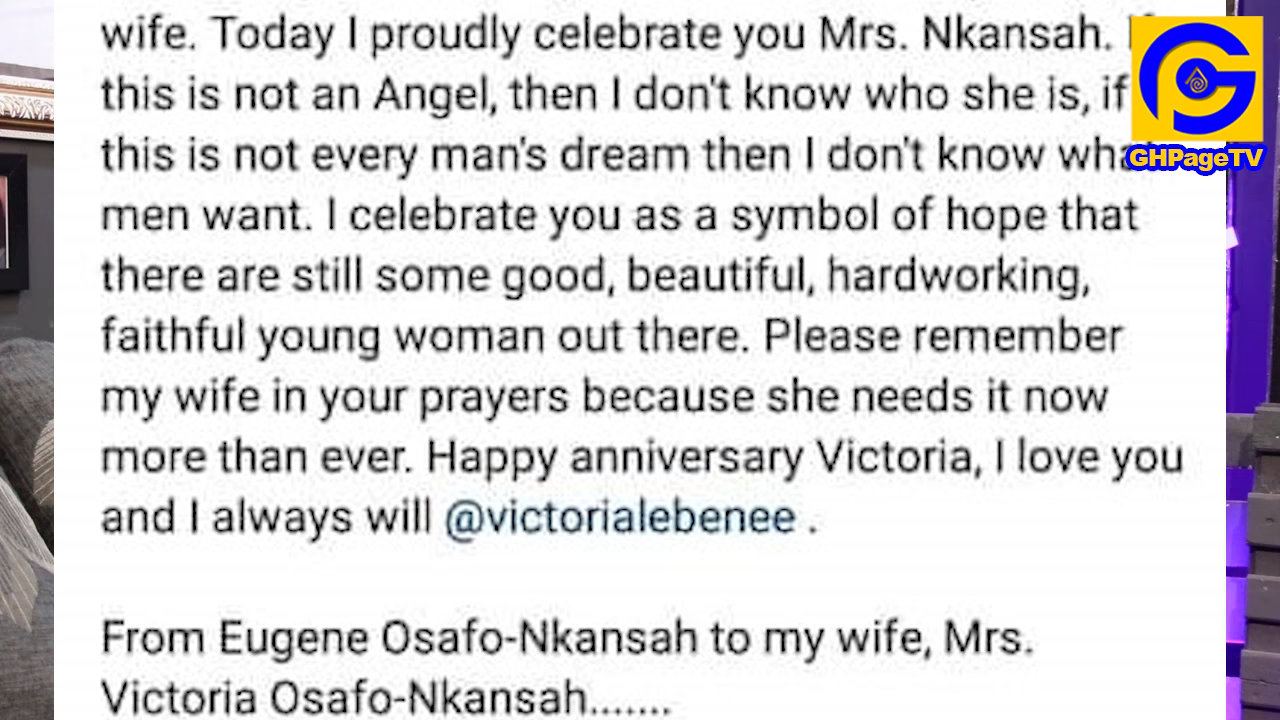 wife. Today I proudly celebrate you Mrs. Nkansah.
this is not an Angel, then I don't know who she is, if
this is not every man's dream then I don't know what
men want. I celebrate you as a symbol of hope that
there are still some good, beautiful, hardworking,
faithful young woman out there. Please remember
my wife in your prayers because she needs it now
more than ever. Happy anniversary Victoria, I love you
and I always will @victorialebenee .
From Eugene Osafo-Nkansah to my wife, Mrs.
Victoria Osafo-Nkansah.......
GHPageTV